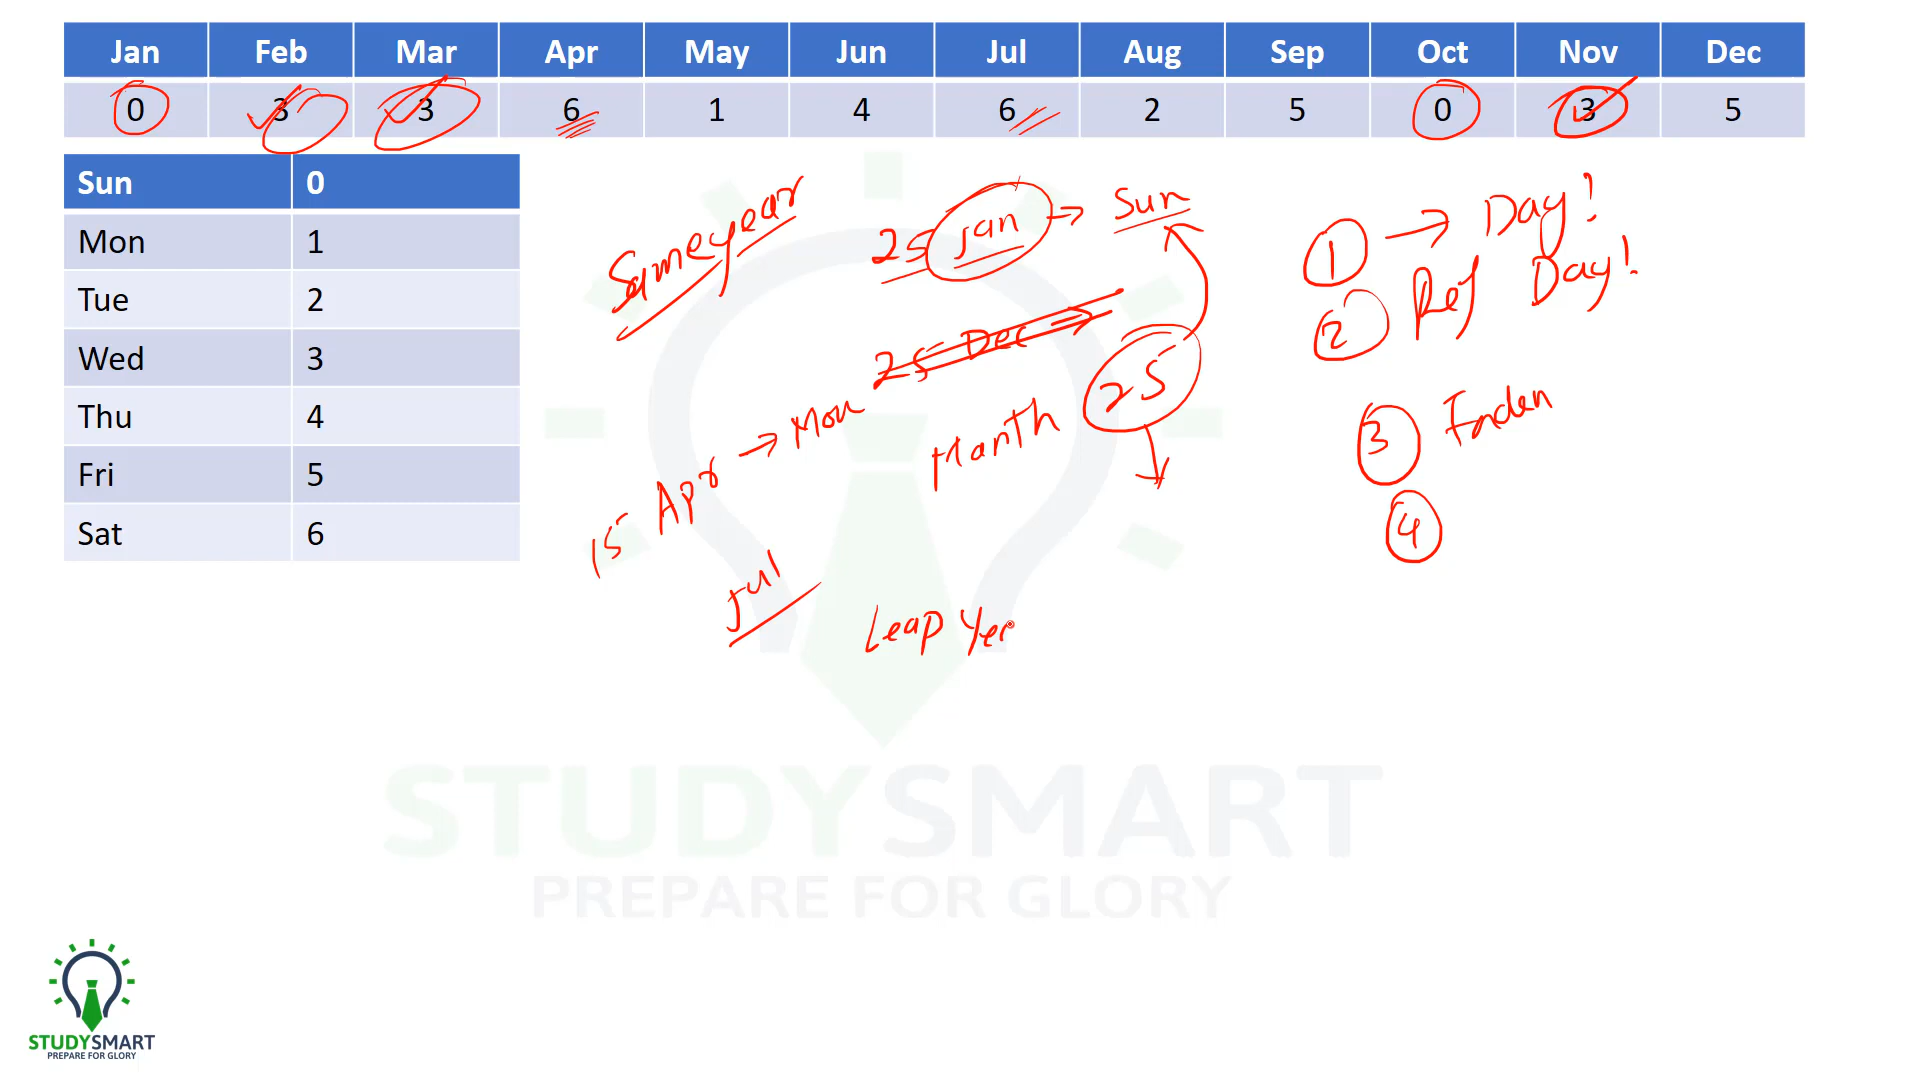 Jan Feb Mar Apr May Jun Jul Aug Sep Oct Nov Dec
0 3 3 6 1 4 6 2 5 0 3 5
Sun 0
Mon 1
Tue 2
Wed 3
Thu 4
Fri 5
Sat 6
Same year
25 Jan → Sun
25 Dec
Month 25
15 Apr → Mon
Jul
Leap Yer
1 → Day!
2 Ref Day!
3
4
STUDYSMART
PREPARE FOR GLORY
STUDYSMART
PREPARE FOR GLORY